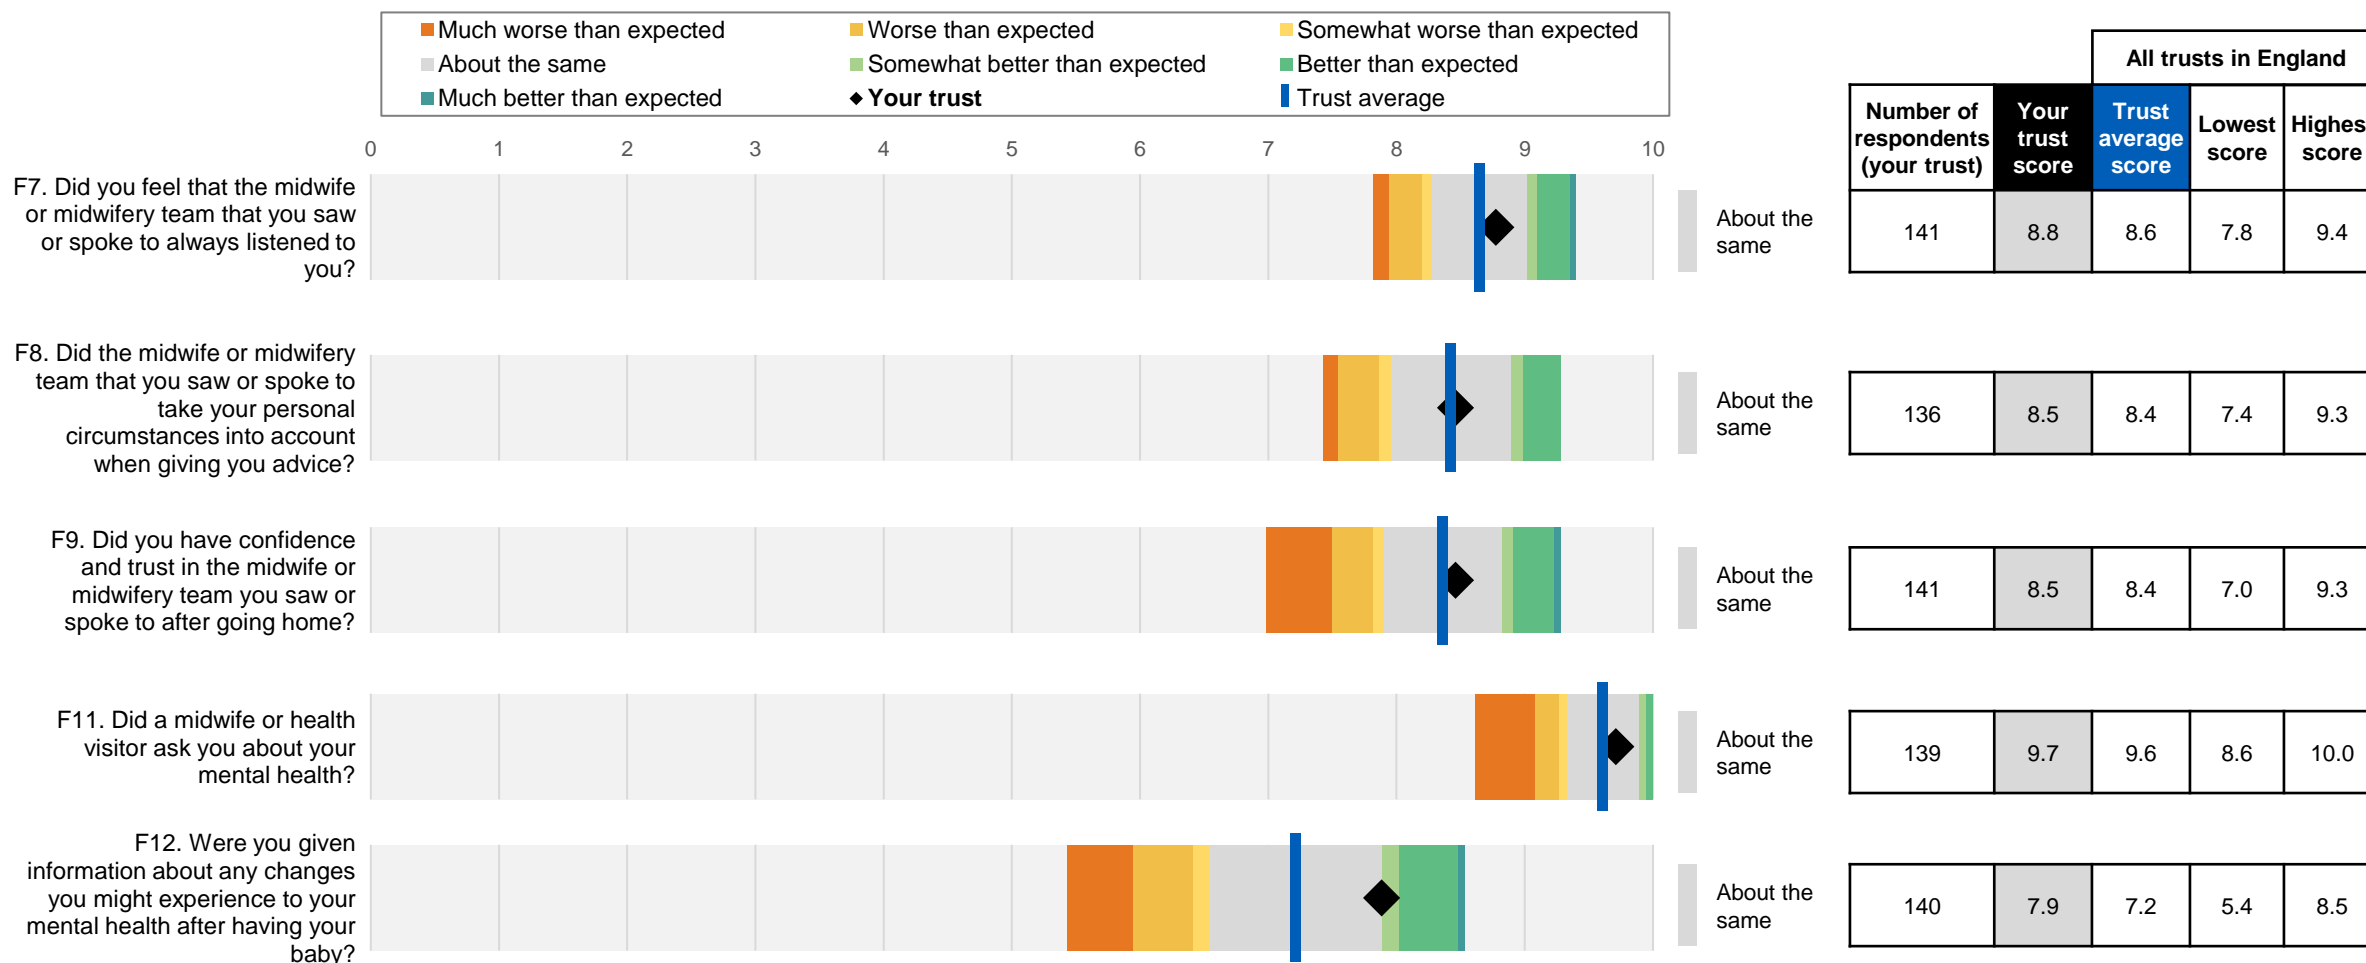 Much worse than expected
Worse than expected
Somewhat worse than expected
About the same
Somewhat better than expected
Better than expected
Much better than expected
Your trust
Trust average
All trusts in England
Number of
respondents
(your trust)
Your
trust
score
Trust
average
score
Lowest
score
Highes
score
0 1 2 3 4 5 6 7 8 9 10
F7. Did you feel that the midwife
or midwifery team that you saw
or spoke to always listened to
you?
About the
same
141 8.8 8.6 7.8 9.4
F8. Did the midwife or midwifery
team that you saw or spoke to
take your personal
circumstances into account
when giving you advice?
About the
same
136 8.5 8.4 7.4 9.3
F9. Did you have confidence
and trust in the midwife or
midwifery team you saw or
spoke to after going home?
About the
same
141 8.5 8.4 7.0 9.3
F11. Did a midwife or health
visitor ask you about your
mental health?
About the
same
139 9.7 9.6 8.6 10.0
F12. Were you given
information about any changes
you might experience to your
mental health after having your
baby?
About the
same
140 7.9 7.2 5.4 8.5